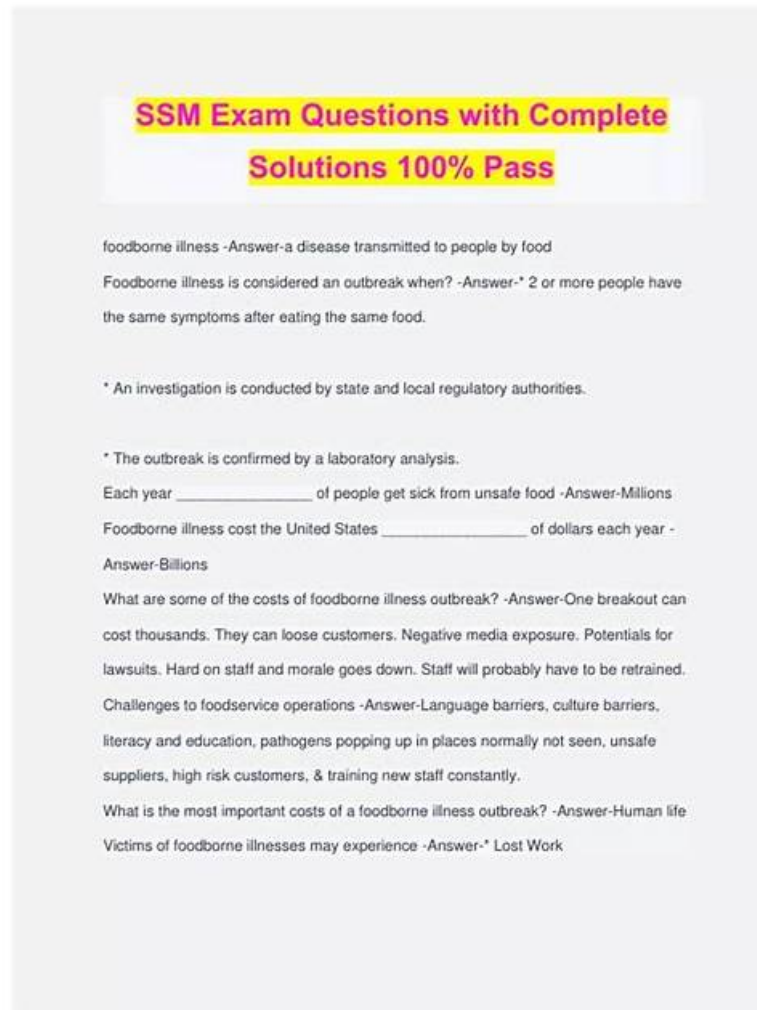 SSM Exam Questions with Complete
Solutions 100% Pass
foodborne illness -Answer-a disease transmitted to people by food
Foodborne illness is considered an outbreak when? -Answer-* 2 or more people have
the same symptoms after eating the same food.
* An investigation is conducted by state and local regulatory authorities.
* The outbreak is confirmed by a laboratory analysis.
Each year ________________ of people get sick from unsafe food -Answer-Millions
Foodborne illness cost the United States _________________ of dollars each year -
Answer-Billions
What are some of the costs of foodborne illness outbreak? -Answer-One breakout can
cost thousands. They can loose customers. Negative media exposure. Potentials for
lawsuits. Hard on staff and morale goes down. Staff will probably have to be retrained.
Challenges to foodservice operations -Answer-Language barriers, culture barriers,
literacy and education, pathogens popping up in places normally not seen, unsafe
suppliers, high risk customers, & training new staff constantly.
What is the most important costs of a foodborne illness outbreak? -Answer-Human life
Victims of foodborne illnesses may experience -Answer-* Lost Work